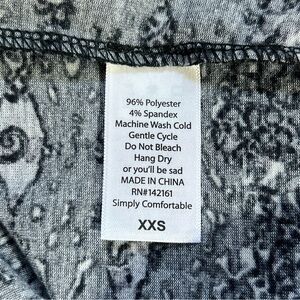 96% Polyester
4% Spandex
Machine Wash Cold
Gentle Cycle
Do Not Bleach
Hang Dry
or you'll be sad
MADE IN CHINA
RN#142161
Simply Comfortable
XXS